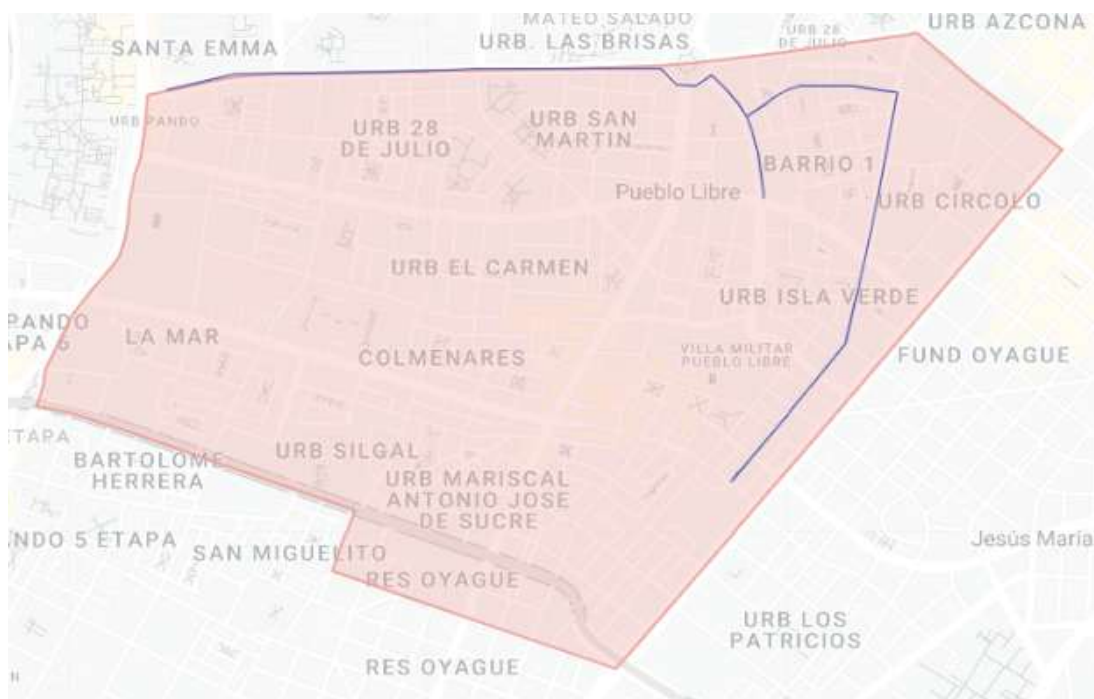 MATEO SALADO
URB AZCONA
SANTA EMMA
URB. LAS BRISAS
URB 28
DE JULIO
URB PANDO
URB 28
DE JULIO
URB SAN
MARTIN
BARRIO 1
Pueblo Libre
URB CIRCOLO
URB EL CARMEN
URB ISLA VERDE
PANDO
APA 6
LA MAR
COLMENARES
VILLA MILITAR
PUEBLO LIBRE
FUND OYAGUE
ETAPA
BARTOLOME
HERRERA
URB SILGAL
URB MARISCAL
ANTONIO JOSE
DE SUCRE
NDO 5 ETAPA
SAN MIGUELITO
RES OYAGUE
Jesús María
URB LOS
PATRICIOS
RES OYAGUE